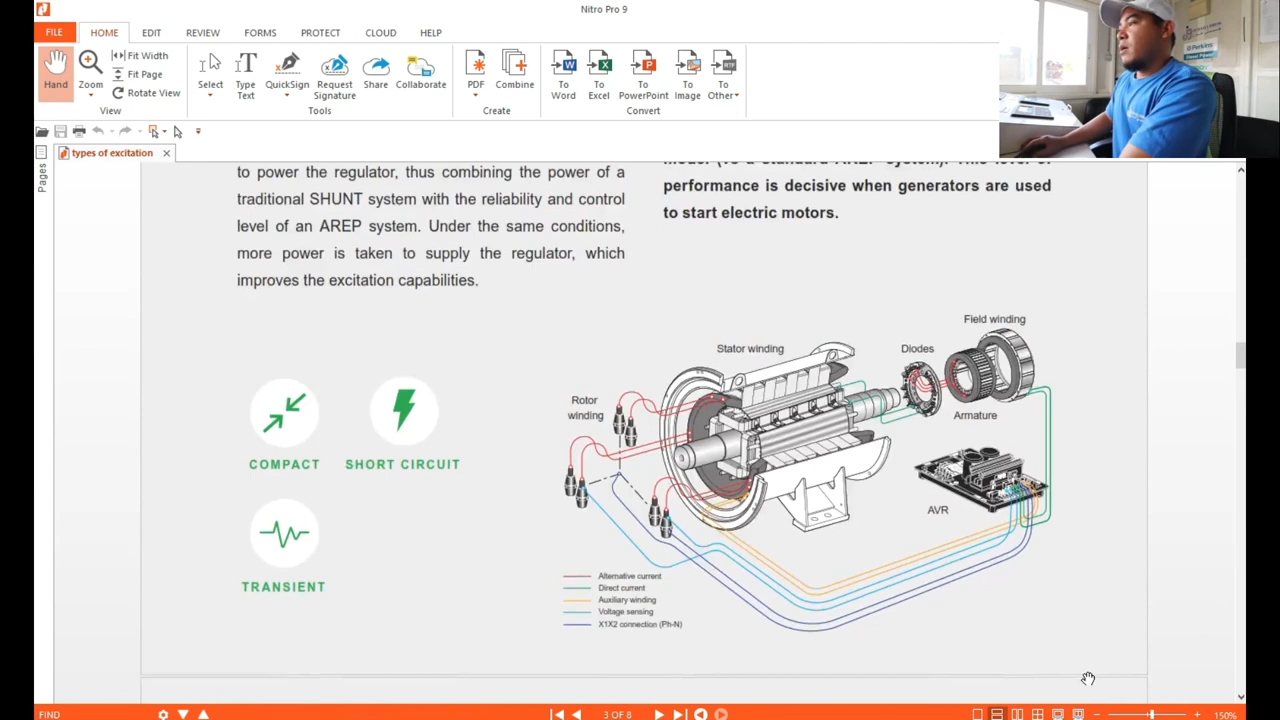 Nitro Pro 9
FILE
HOME
EDIT
REVIEW
FORMS
PROTECT
CLOUD
HELP
Hand
Zoom
Fit Width
Fit Page
Rotate View
View
Select
Type Text
QuickSign
Request Signature
Share
Collaborate
Tools
PDF
Combine
Create
To Word
To Excel
To PowerPoint
To Image
To Other
Convert
Perkins
types of excitation
Pages
to power the regulator, thus combining the power of a
traditional SHUNT system with the reliability and control
level of an AREP system. Under the same conditions,
more power is taken to supply the regulator, which
improves the excitation capabilities.
performance is decisive when generators are used
to start electric motors.
COMPACT
SHORT CIRCUIT
TRANSIENT
Field winding
Stator winding
Diodes
Rotor
winding
Armature
AVR
Alternative current
Direct current
Auxiliary winding
Voltage sensing
X1X2 connection (Ph-N)
FIND
3 OF 8
150%